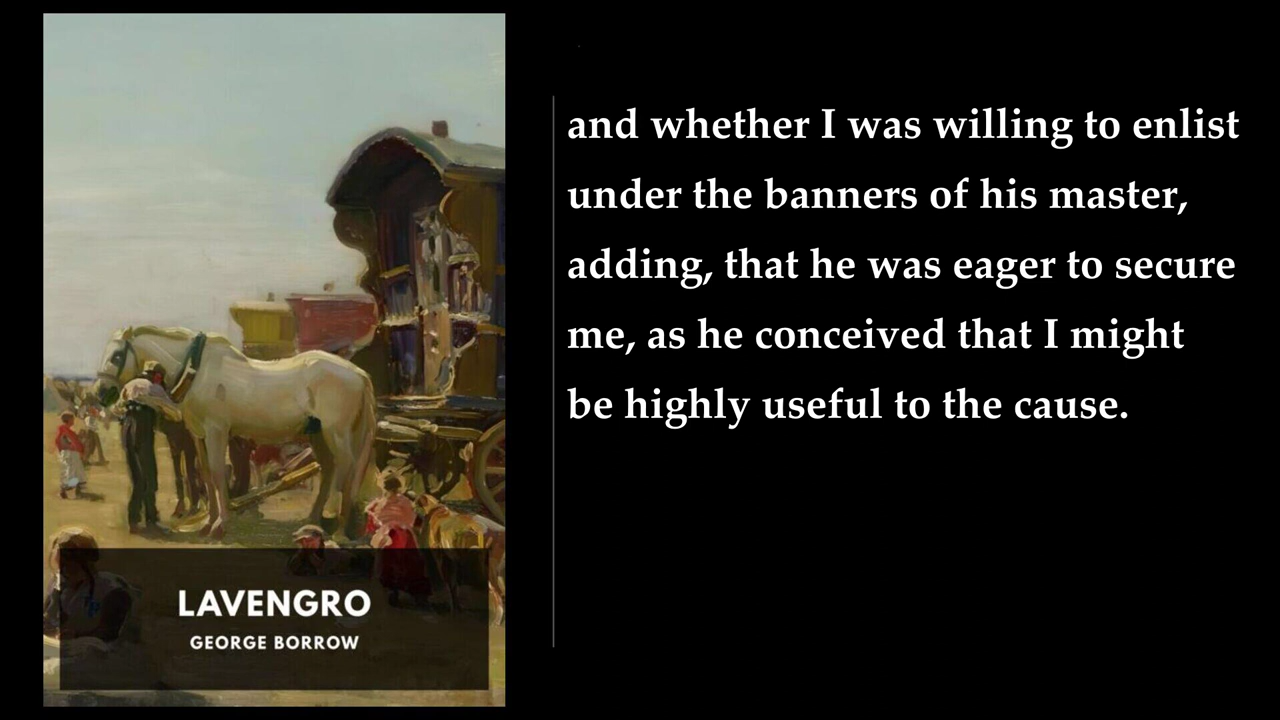 and whether I was willing to enlist
under the banners of his master,
adding, that he was eager to secure
me, as he conceived that I might
be highly useful to the cause.
LAVENGRO
GEORGE BORROW